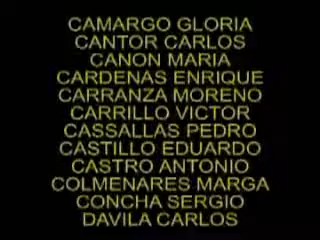 CAMARGO GLORIA
CANTOR CARLOS
CANON MARIA
CARDENAS ENRIQUE
CARRANZA MORENO
CARRILLO VICTOR
CASSALLAS PEDRO
CASTILLO EDUARDO
CASTRO ANTONIO
COLMENARES MARGA
CONCHA SERGIO
DAVILA CARLOS